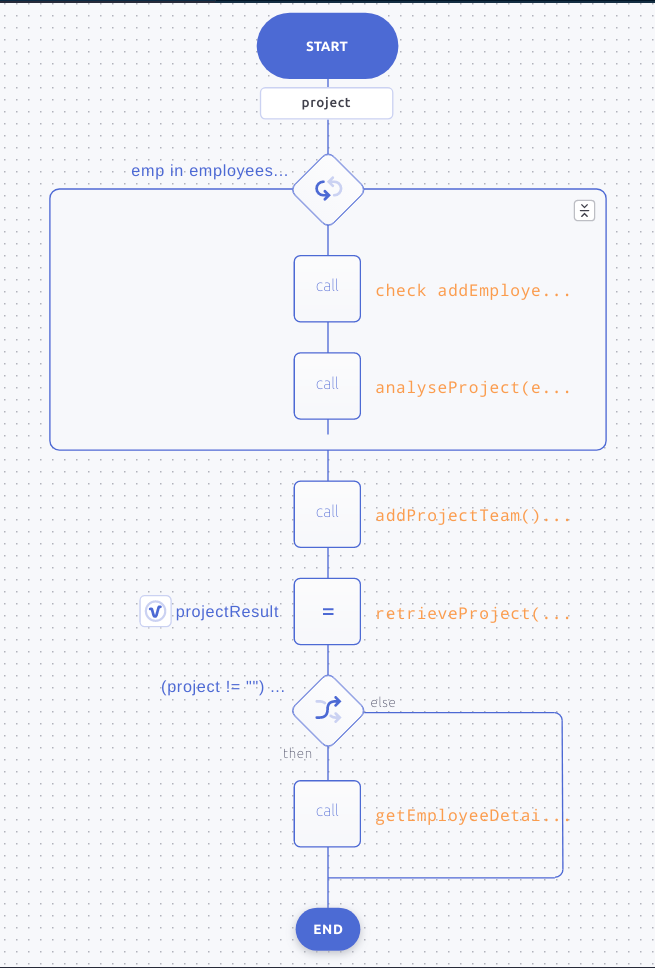 START
project
emp in employees...
call
check addEmploye...
call
analyseProject(e...
call
addProjectTeam()...
projectResult
=
retrieveProject(...
(project != "") ...
else
then
call
getEmployeeDetai...
END